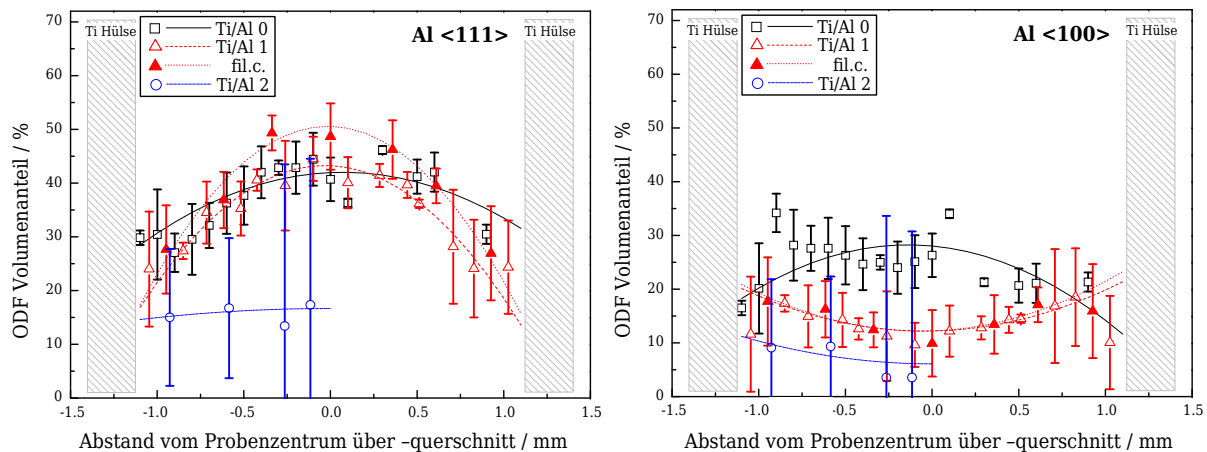 70
60
50
40
30
20
10
0
ODF Volumenanteil / %
Ti Hülse
Ti/Al 0
Ti/Al 1
fil.c.
Ti/Al 2
Al <111>
Ti Hülse
-1.5 -1.0 -0.5 0.0 0.5 1.0 1.5
Abstand vom Probenzentrum über –querschnitt / mm
70
60
50
40
30
20
10
0
ODF Volumenanteil / %
Ti Hülse
Ti/Al 0
Ti/Al 1
fil.c.
Ti/Al 2
Al <100>
Ti Hülse
-1.5 -1.0 -0.5 0.0 0.5 1.0 1.5
Abstand vom Probenzentrum über –querschnitt / mm